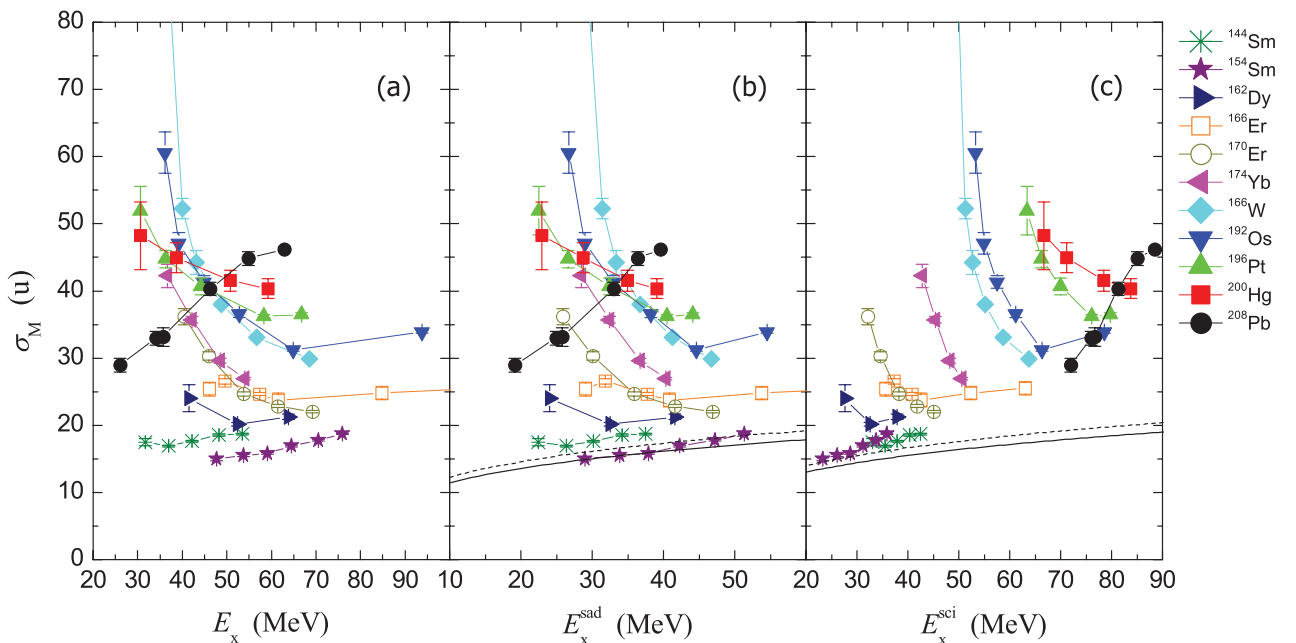 80
70
60
50
40
30
20
10
0
σM (u)
(a)
(b)
(c)
20 30 40 50 60 70 80 90
10 20 30 40 50
20 30 40 50 60 70 80 90
Ex (MeV)
Exsad (MeV)
Exsci (MeV)
144Sm
154Sm
162Dy
166Er
170Er
174Yb
166W
192Os
196Pt
200Hg
208Pb